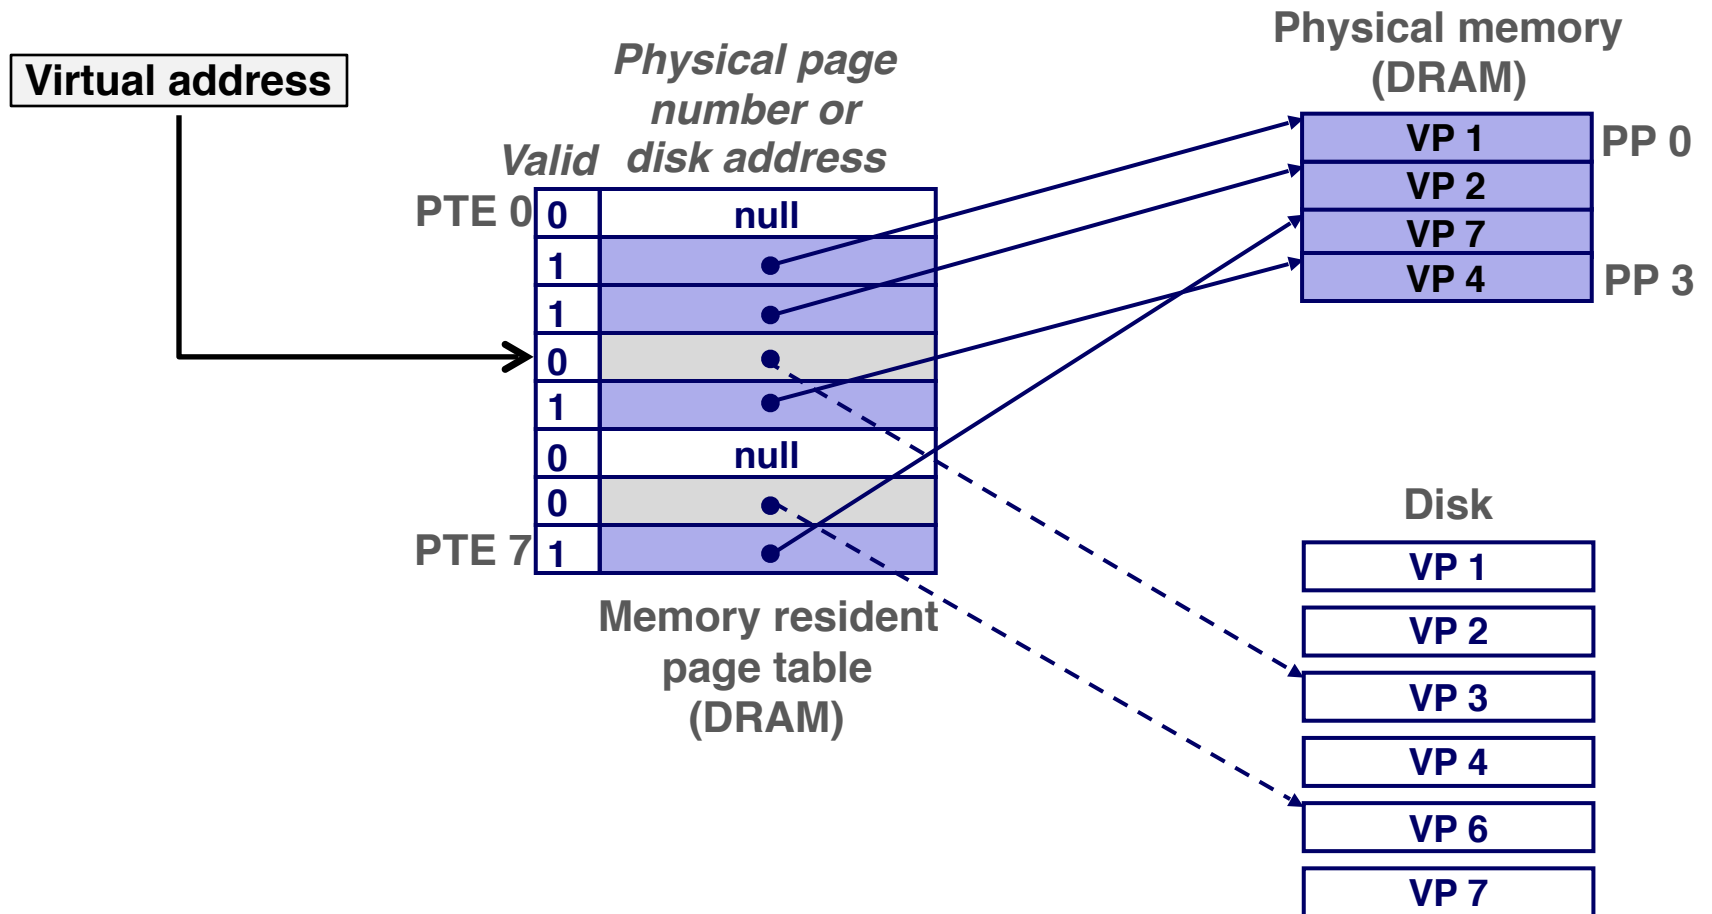 Virtual address
Physical page
number or
disk address
Valid
PTE 0
0 null
1
1
0
1
0 null
0
PTE 7
1
Memory resident
page table
(DRAM)
Physical memory
(DRAM)
VP 1
PP 0
VP 2
VP 7
VP 4
PP 3
Disk
VP 1
VP 2
VP 3
VP 4
VP 6
VP 7